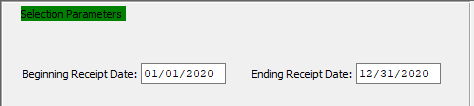 Selection Parameters
Beginning Receipt Date: 01/01/2020 Ending Receipt Date: 12/31/2020